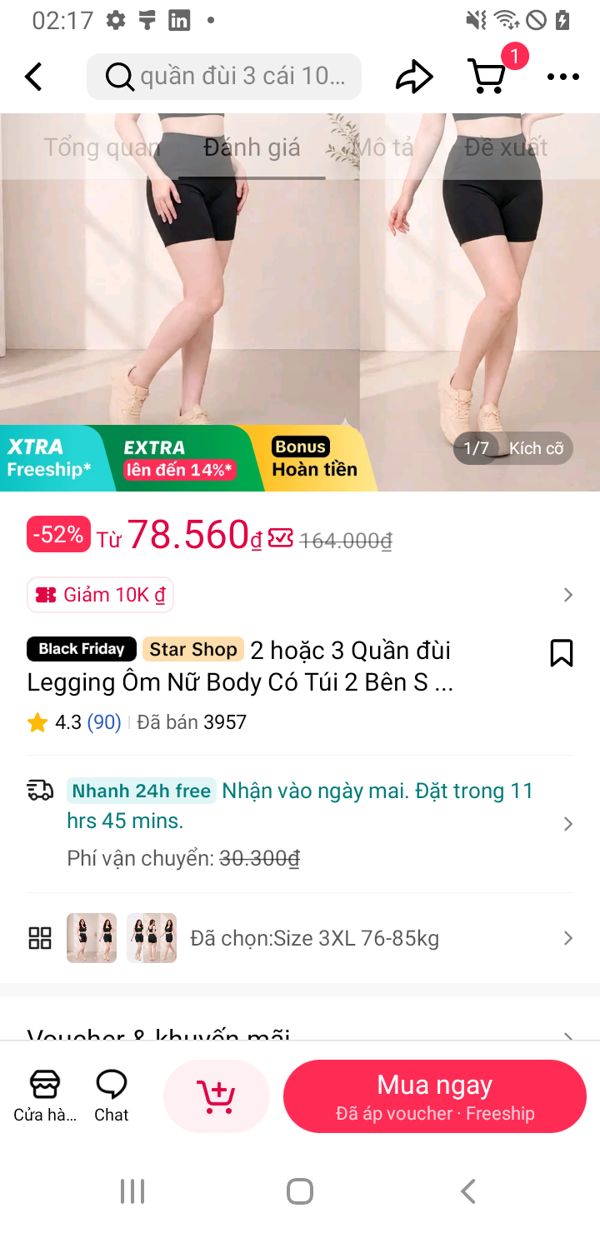 02:17
quần đùi 3 cái 10...
1
Tổng quan Đánh giá Mô tả Đề xuất
XTRA
Freeship*
EXTRA
lên đến 14%*
Bonus
Hoàn tiền
1/7 Kích cỡ
-52% Từ 78.560₫ 164.000₫
Giảm 10K ₫
Black Friday Star Shop 2 hoặc 3 Quần đùi
Legging Ôm Nữ Body Có Túi 2 Bên S ...
4.3 (90) Đã bán 3957
Nhanh 24h free Nhận vào ngày mai. Đặt trong 11
hrs 45 mins.
Phí vận chuyển: 30.300₫
Đã chọn:Size 3XL 76-85kg
Voucher & khuyến mãi
Cửa hà...
Chat
Mua ngay
Đã áp voucher · Freeship